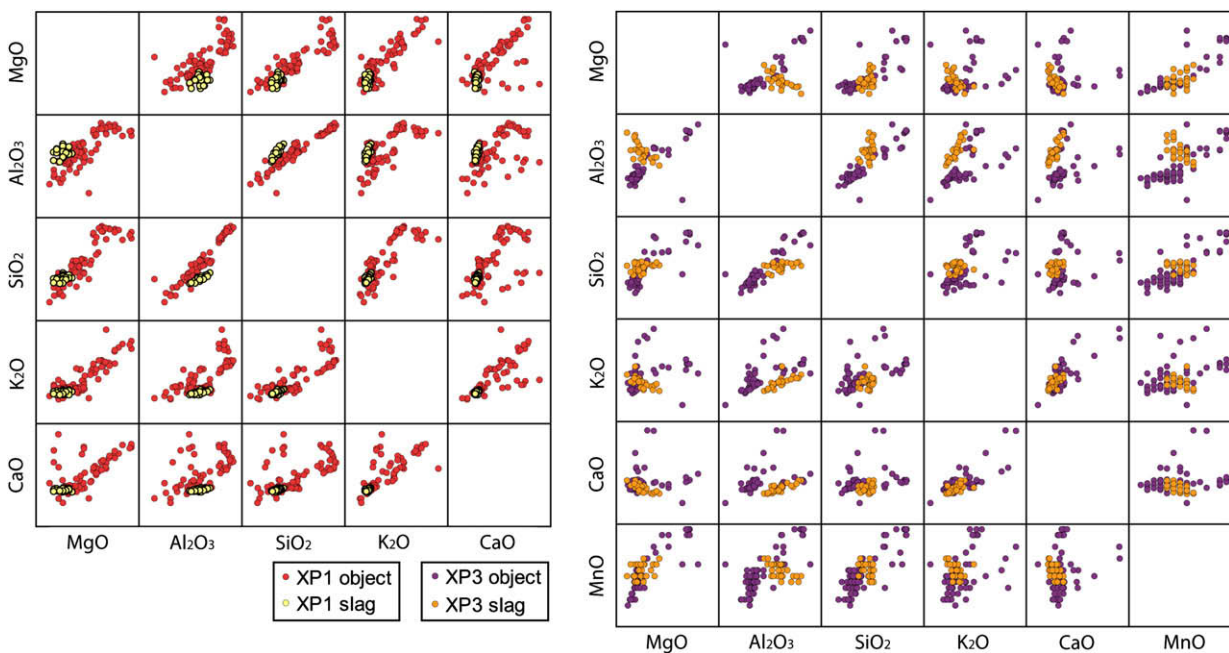 MgO
Al₂O₃
SiO₂
K₂O
CaO
MgO Al₂O₃ SiO₂ K₂O CaO
XP1 object
XP1 slag
XP3 object
XP3 slag
MgO
Al₂O₃
SiO₂
K₂O
CaO
MnO
MgO Al₂O₃ SiO₂ K₂O CaO MnO